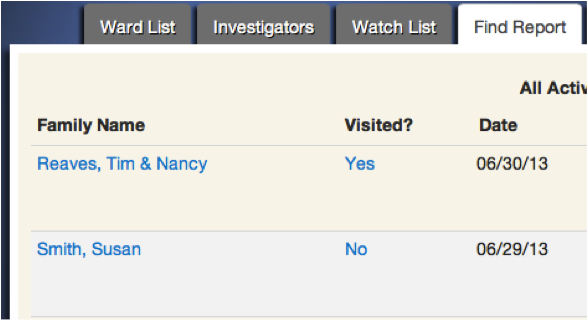 Ward List Investigators Watch List Find Report
All Activ
Family Name Visited? Date
Reaves, Tim & Nancy Yes 06/30/13
Smith, Susan No 06/29/13